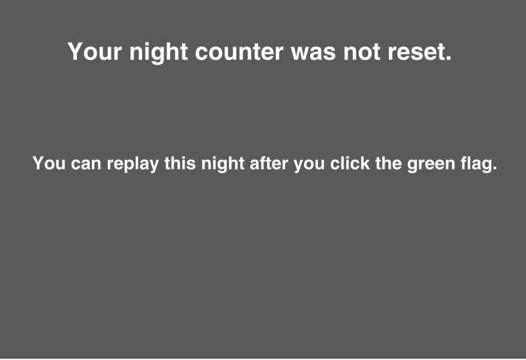 Your night counter was not reset.
You can replay this night after you click the green flag.